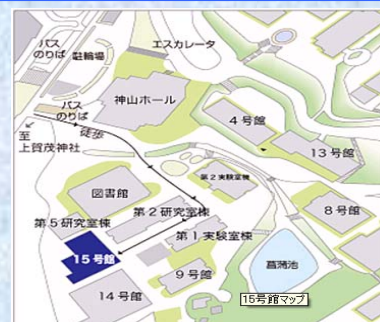 バス
のりば
駐輪場
エスカレータ
バス
のりば
徒歩
至
上賀茂神社
神山ホール
4号館
13号館
図書館
第2実験室棟
第2研究室棟
第5研究室棟
第1実験室棟
8号館
15号館
9号館
菖蒲池
14号館
15号館マップ